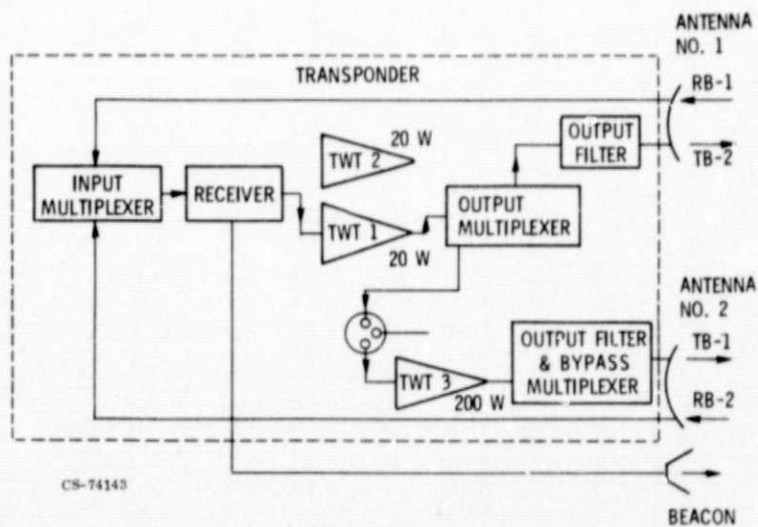 ANTENNA
NO. 1
TRANSPONDER
RB-1
20 W
TWT 2
OUTPUT
FILTER
TB-2
INPUT
MULTIPLEXER
RECEIVER
TWT 1
OUTPUT
MULTIPLEXER
20 W
ANTENNA
NO. 2
TB-1
OUTPUT FILTER
& BYPASS
MULTIPLEXER
TWT 3
200 W
RB-2
CS-74143
BEACON